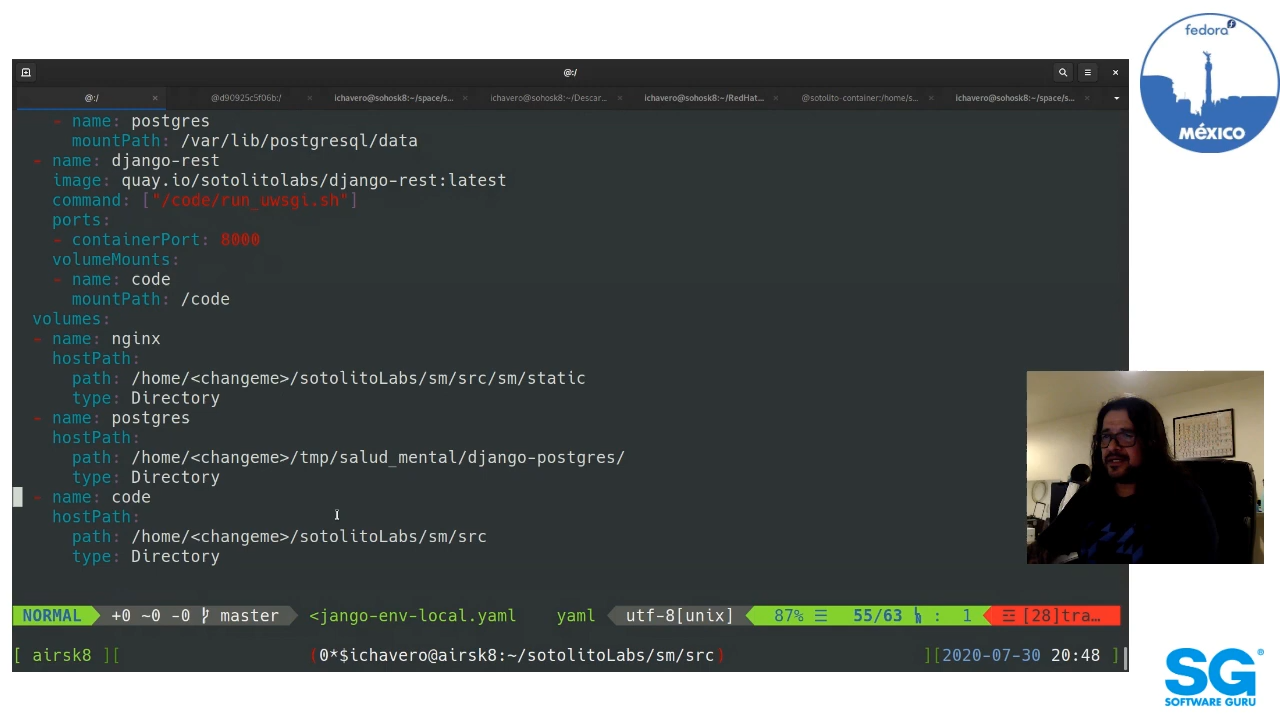 fedora
MÉXICO
@:/
@:/ × @d90925c5f06b:/ × ichavero@sohosk8:~/space/s... × ichavero@sohosk8:~/Descar... × ichavero@sohosk8:~/RedHat... × @sotolito-container:/home/s... × ichavero@sohosk8:~/space/s... ×
- name: postgres
mountPath: /var/lib/postgresql/data
- name: django-rest
image: quay.io/sotolitolabs/django-rest:latest
command: ["/code/run_uwsgi.sh"]
ports:
- containerPort: 8000
volumeMounts:
- name: code
mountPath: /code
volumes:
- name: nginx
hostPath:
path: /home/<changeme>/sotolitoLabs/sm/src/sm/static
type: Directory
- name: postgres
hostPath:
path: /home/<changeme>/tmp/salud_mental/django-postgres/
type: Directory
- name: code
hostPath:
path: /home/<changeme>/sotolitoLabs/sm/src
type: Directory
NORMAL +0 ~0 -0 master <jango-env-local.yaml yaml utf-8[unix] 87% ☰ 55/63 : 1 ☲ [28]tra...
[ airsk8 ][ (0*$ichavero@airsk8:~/sotolitoLabs/sm/src) ][2020-07-30 20:48 ]
SG®
SOFTWARE GURU